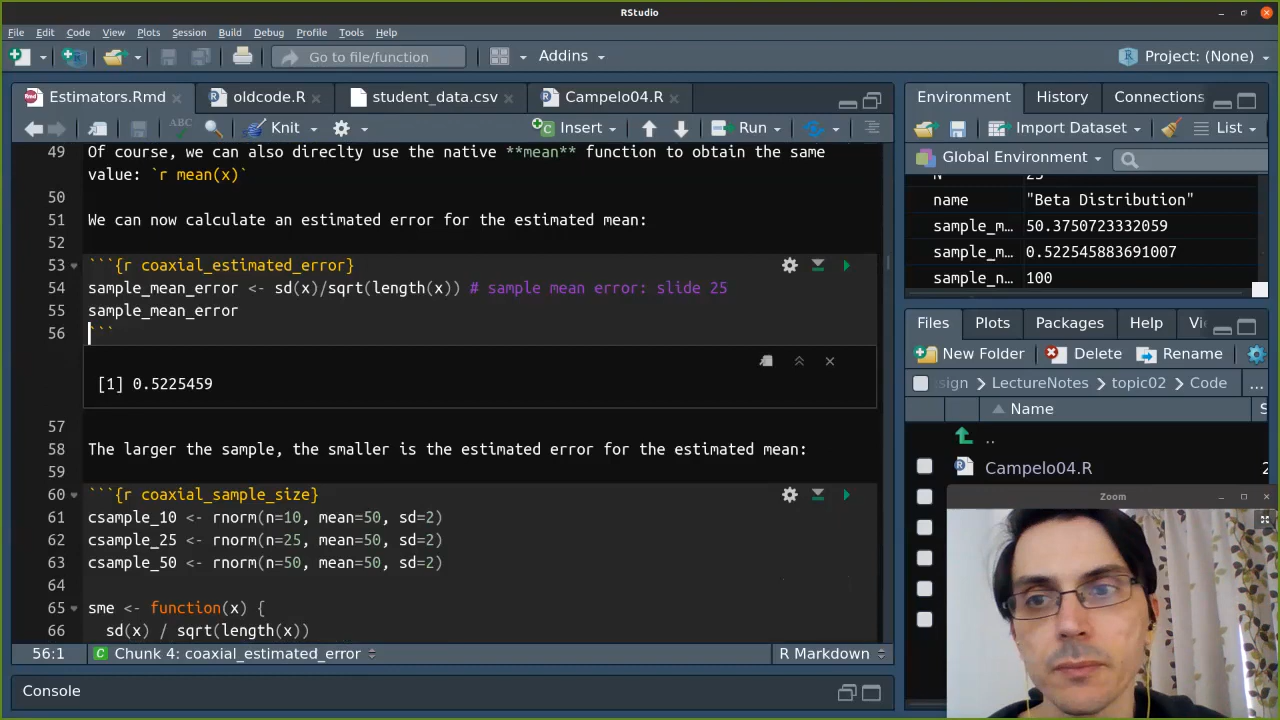 RStudio
File Edit Code View Plots Session Build Debug Profile Tools Help
Go to file/function Addins Project: (None)
Estimators.Rmd oldcode.R student_data.csv Campelo04.R
ABC Knit Insert Run
49 Of course, we can also direclty use the native **mean** function to obtain the same
value: `r mean(x)`
50
51 We can now calculate an estimated error for the estimated mean:
52
53 ```{r coaxial_estimated_error}
54 sample_mean_error <- sd(x)/sqrt(length(x)) # sample mean error: slide 25
55 sample_mean_error
56 ```
[1] 0.5225459
57
58 The larger the sample, the smaller is the estimated error for the estimated mean:
59
60 ```{r coaxial_sample_size}
61 csample_10 <- rnorm(n=10, mean=50, sd=2)
62 csample_25 <- rnorm(n=25, mean=50, sd=2)
63 csample_50 <- rnorm(n=50, mean=50, sd=2)
64
65 sme <- function(x) {
66 sd(x) / sqrt(length(x))
56:1 Chunk 4: coaxial_estimated_error R Markdown
Console
Environment History Connections
Import Dataset List
Global Environment
name "Beta Distribution"
sample_m… 50.3750723332059
sample_m… 0.522545883691007
sample_n… 100
Files Plots Packages Help Vi
New Folder Delete Rename
sign LectureNotes topic02 Code ...
Name S
..
Campelo04.R 2
Zoom